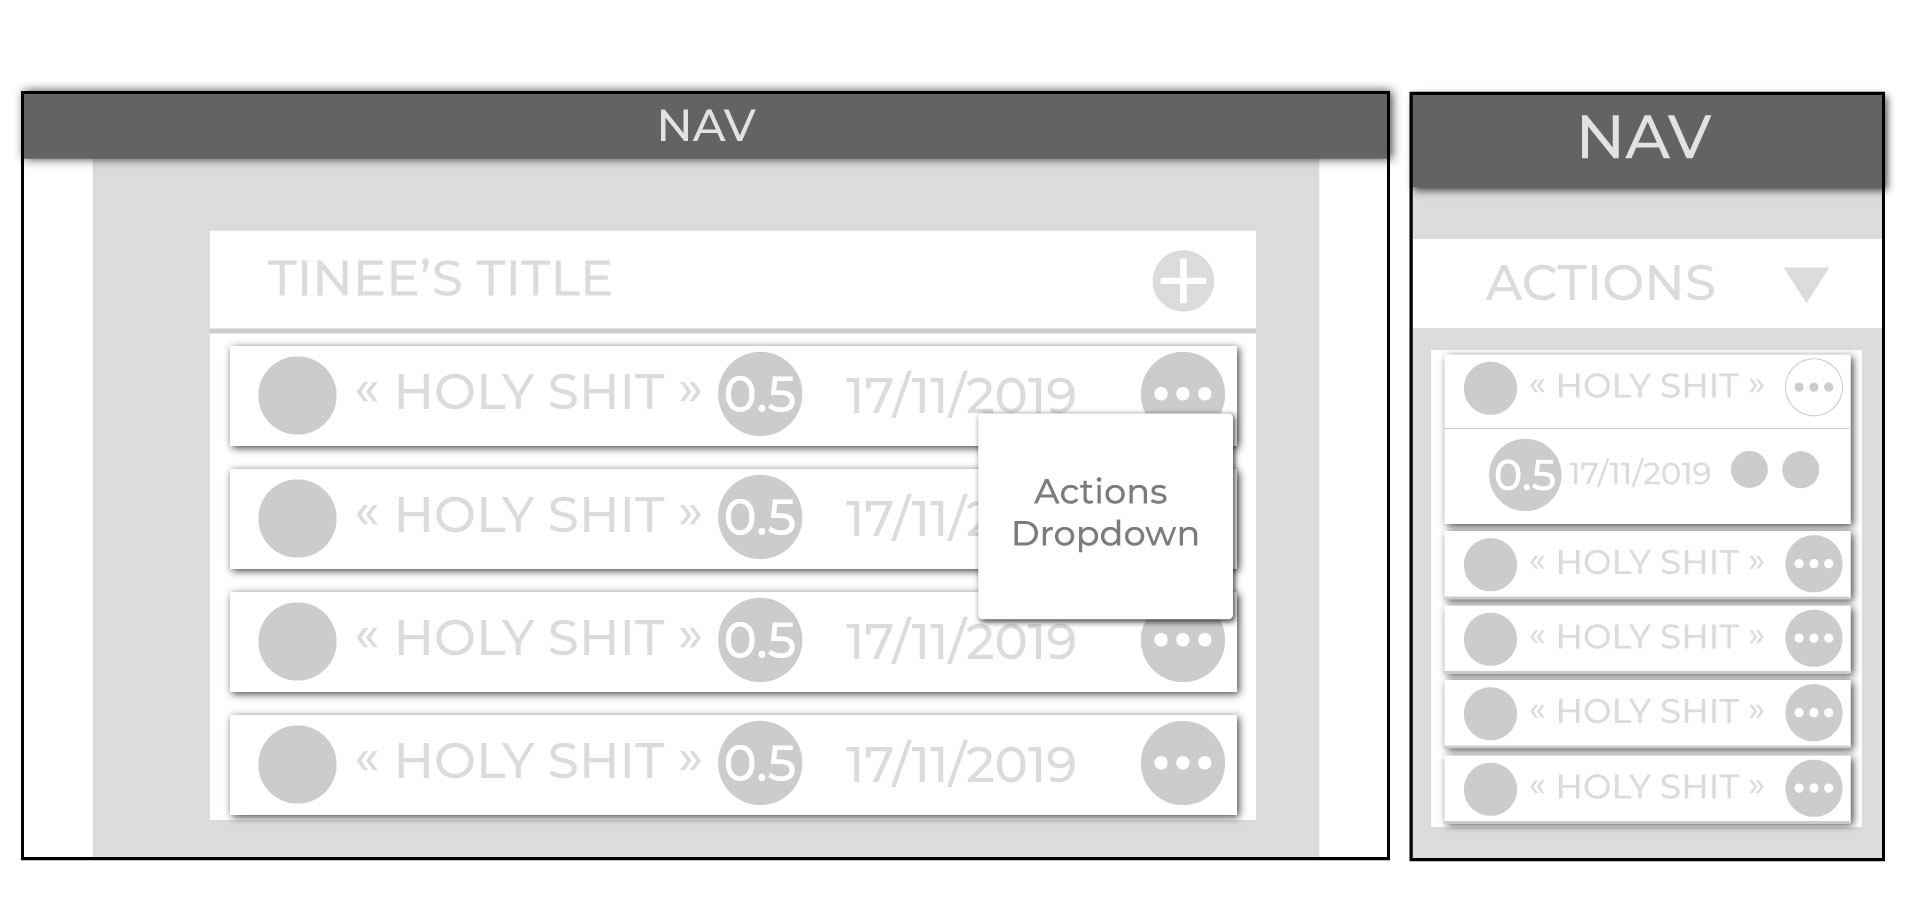 NAV
TINEE’S TITLE
« HOLY SHIT » 0.5 17/11/2019
« HOLY SHIT » 0.5 17/11/2
« HOLY SHIT » 0.5 17/11/2019
« HOLY SHIT » 0.5 17/11/2019
Actions
Dropdown
NAV
ACTIONS
« HOLY SHIT »
0.5 17/11/2019
« HOLY SHIT »
« HOLY SHIT »
« HOLY SHIT »
« HOLY SHIT »